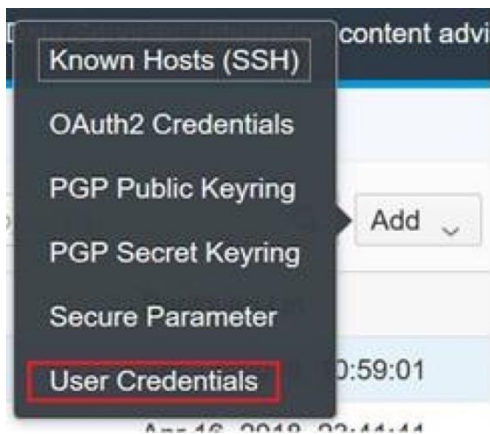 content advi
Known Hosts (SSH)
OAuth2 Credentials
PGP Public Keyring
Add
PGP Secret Keyring
Secure Parameter
User Credentials
0:59:01